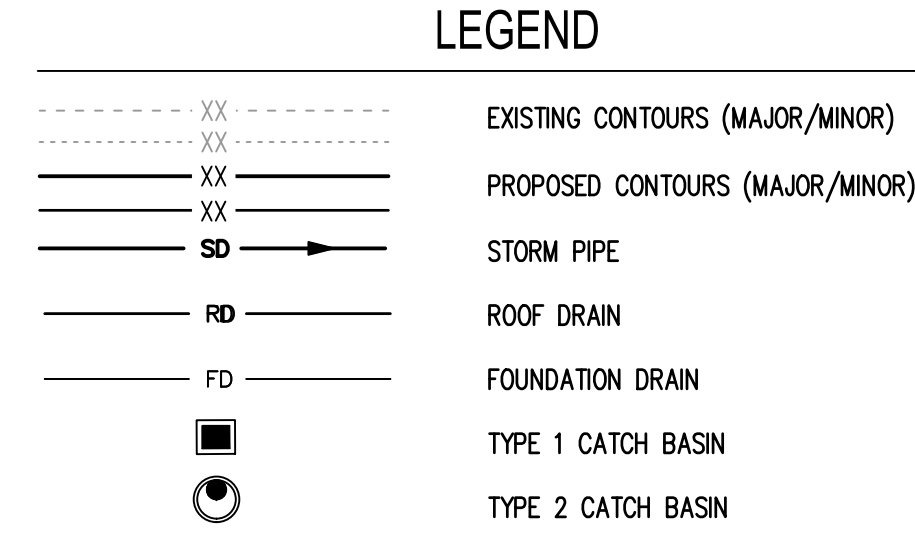 LEGEND
XX EXISTING CONTOURS (MAJOR/MINOR)
XX
XX PROPOSED CONTOURS (MAJOR/MINOR)
XX
SD STORM PIPE
RD ROOF DRAIN
FD FOUNDATION DRAIN
TYPE 1 CATCH BASIN
TYPE 2 CATCH BASIN